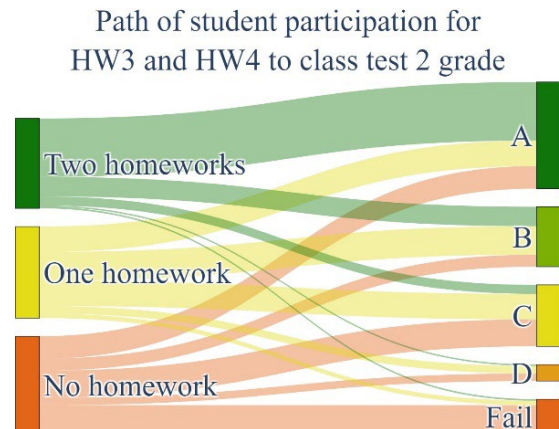 Path of student participation for
HW3 and HW4 to class test 2 grade
Two homeworks
One homework
No homework
A
B
C
D
Fail